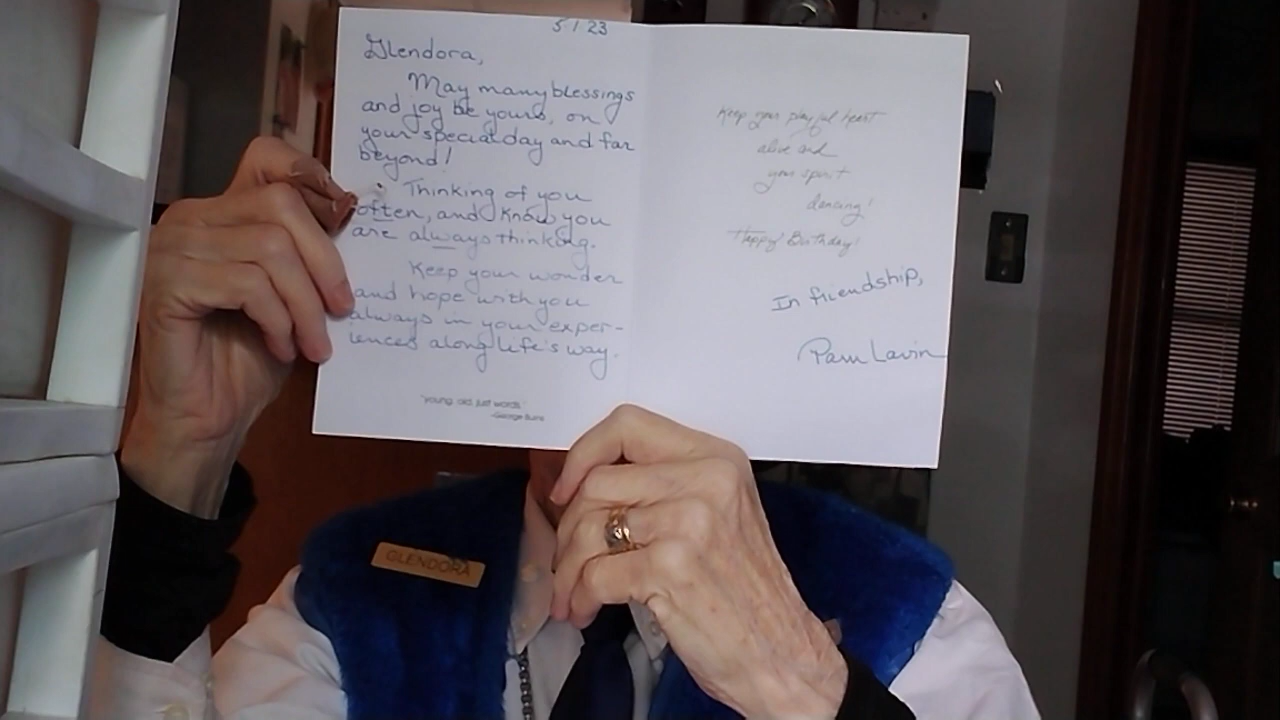 5 1 23
Glendora,
May many blessings
and joy be yours, on
your special day and far
beyond!
Thinking of you
often, and know you
are always thinking.
Keep your wonder
and hope with you
always in your exper-
iences along life's way.
"young. old. just words."
-George Burns
Keep your playful heart
alive and
your spirit
dancing!
Happy Birthday!
In friendship,
Pam Lavin
GLENDORA